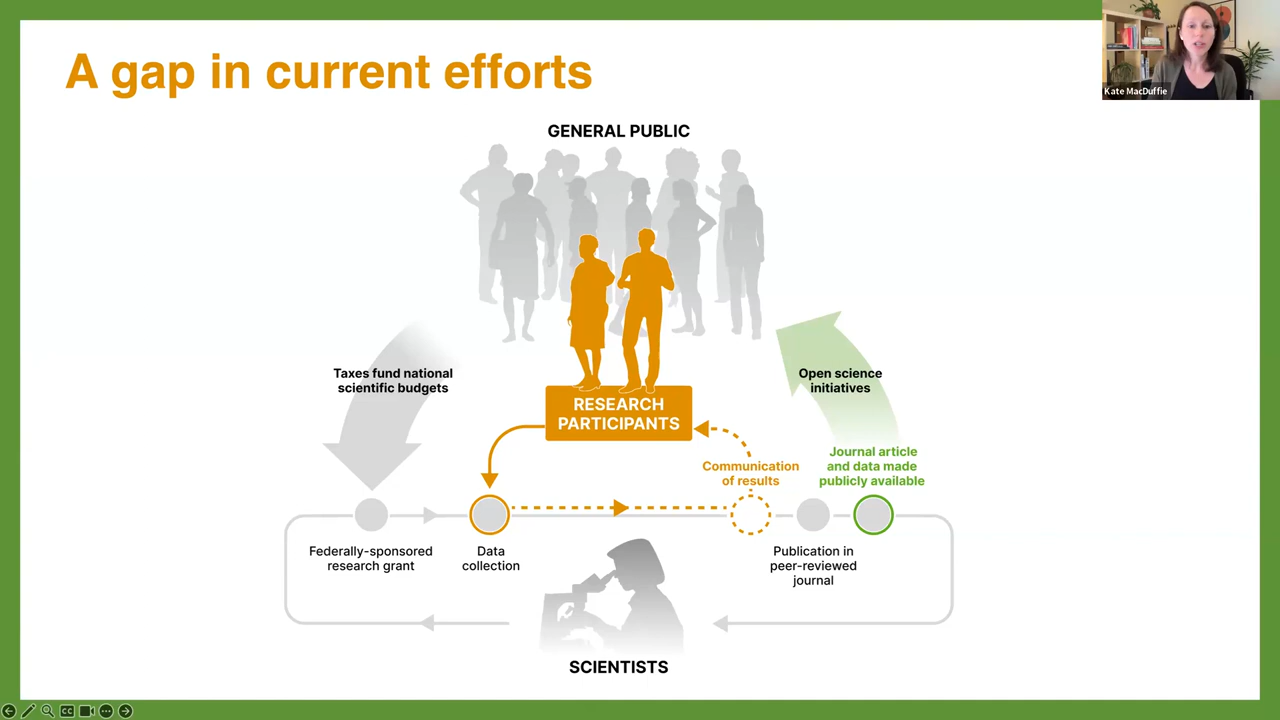 A gap in current efforts
Kate MacDuffie
GENERAL PUBLIC
Taxes fund national
scientific budgets
Open science
initiatives
RESEARCH
PARTICIPANTS
Communication
of results
Journal article
and data made
publicly available
Federally-sponsored
research grant
Data
collection
Publication in
peer-reviewed
journal
SCIENTISTS
CC